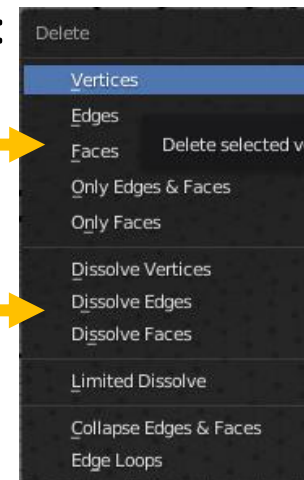 :
Delete
Vertices
Edges
Faces
Delete selected v
Only Edges & Faces
Only Faces
Dissolve Vertices
Dissolve Edges
Dissolve Faces
Limited Dissolve
Collapse Edges & Faces
Edge Loops